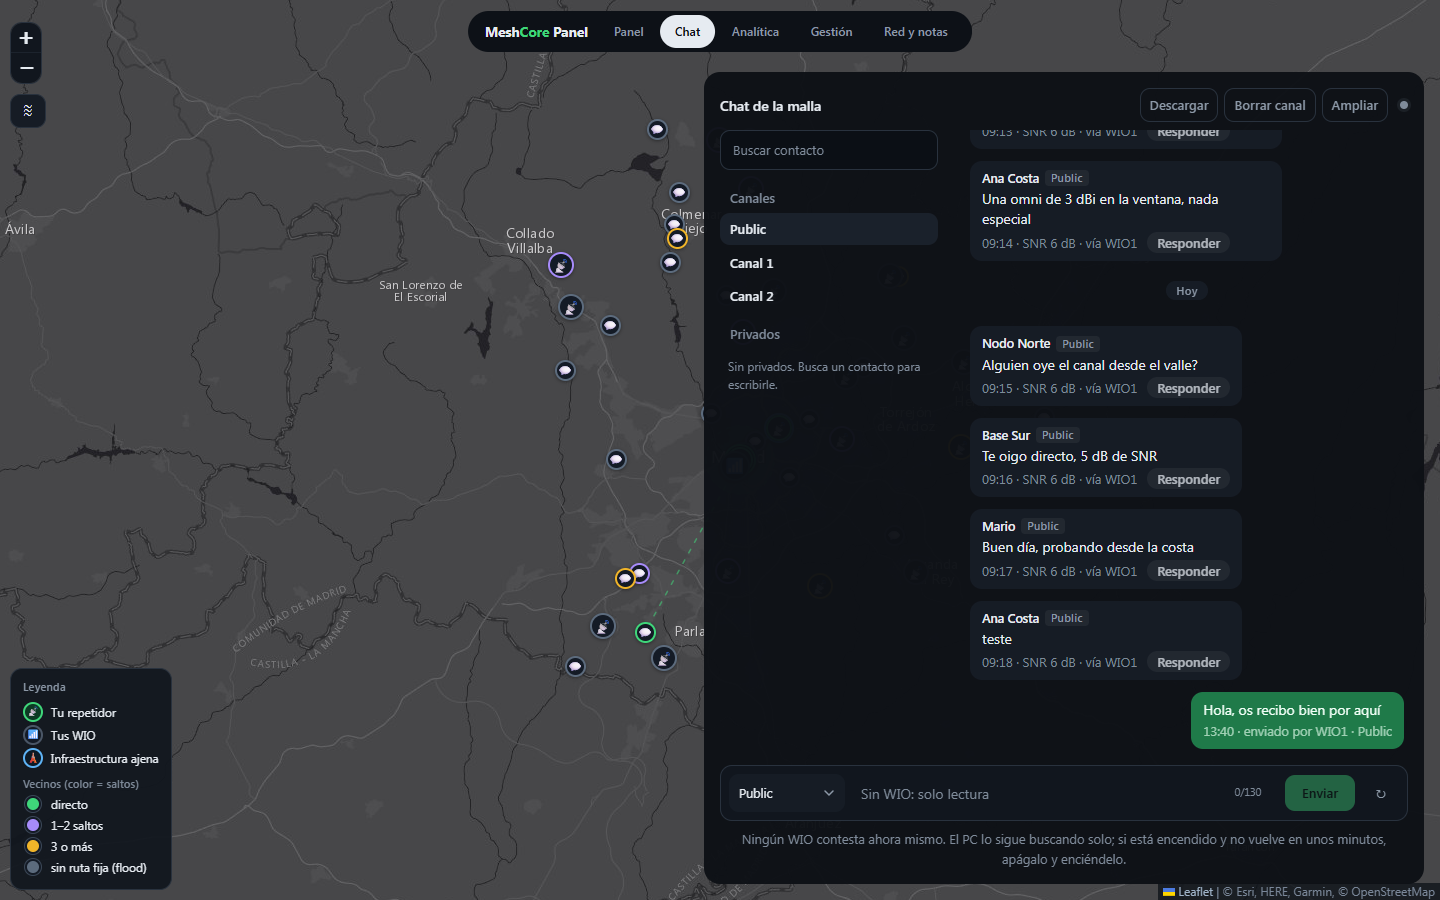 MeshCore Panel
Panel
Chat
Analítica
Gestión
Red y notas
+
−
CASTILLA
Ávila
Collado
Villalba
San Lorenzo de
El Escorial
COMUNIDAD DE MADRID
CASTILLA - LA MANCHA
Leyenda
Tu repetidor
Tus WIO
Infraestructura ajena
Vecinos (color = saltos)
directo
1–2 saltos
3 o más
sin ruta fija (flood)
Chat de la malla
Descargar
Borrar canal
Ampliar
Buscar contacto
Canales
Public
Canal 1
Canal 2
Privados
Sin privados. Busca un contacto para
escribirle.
09:13 · SNR 6 dB · vía WIO1 Responder
Ana Costa Public
Una omni de 3 dBi en la ventana, nada
especial
09:14 · SNR 6 dB · vía WIO1 Responder
Hoy
Nodo Norte Public
Alguien oye el canal desde el valle?
09:15 · SNR 6 dB · vía WIO1 Responder
Base Sur Public
Te oigo directo, 5 dB de SNR
09:16 · SNR 6 dB · vía WIO1 Responder
Mario Public
Buen día, probando desde la costa
09:17 · SNR 6 dB · vía WIO1 Responder
Ana Costa Public
teste
09:18 · SNR 6 dB · vía WIO1 Responder
Hola, os recibo bien por aquí
13:40 · enviado por WIO1 · Public
Public
Sin WIO: solo lectura
0/130
Enviar
↻
Ningún WIO contesta ahora mismo. El PC lo sigue buscando solo; si está encendido y no vuelve en unos minutos,
apágalo y enciéndelo.
Leaflet | © Esri, HERE, Garmin, © OpenStreetMap